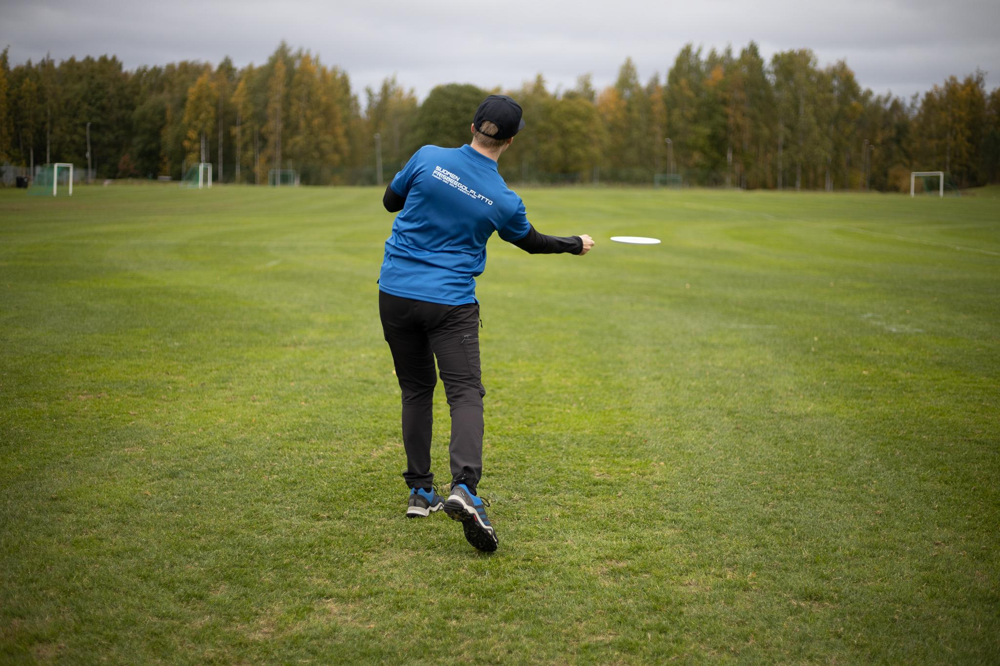 SUOMEN
FRISBEEGOLFLIITTO
FINNISH DISC GOLF ASSOCIATION